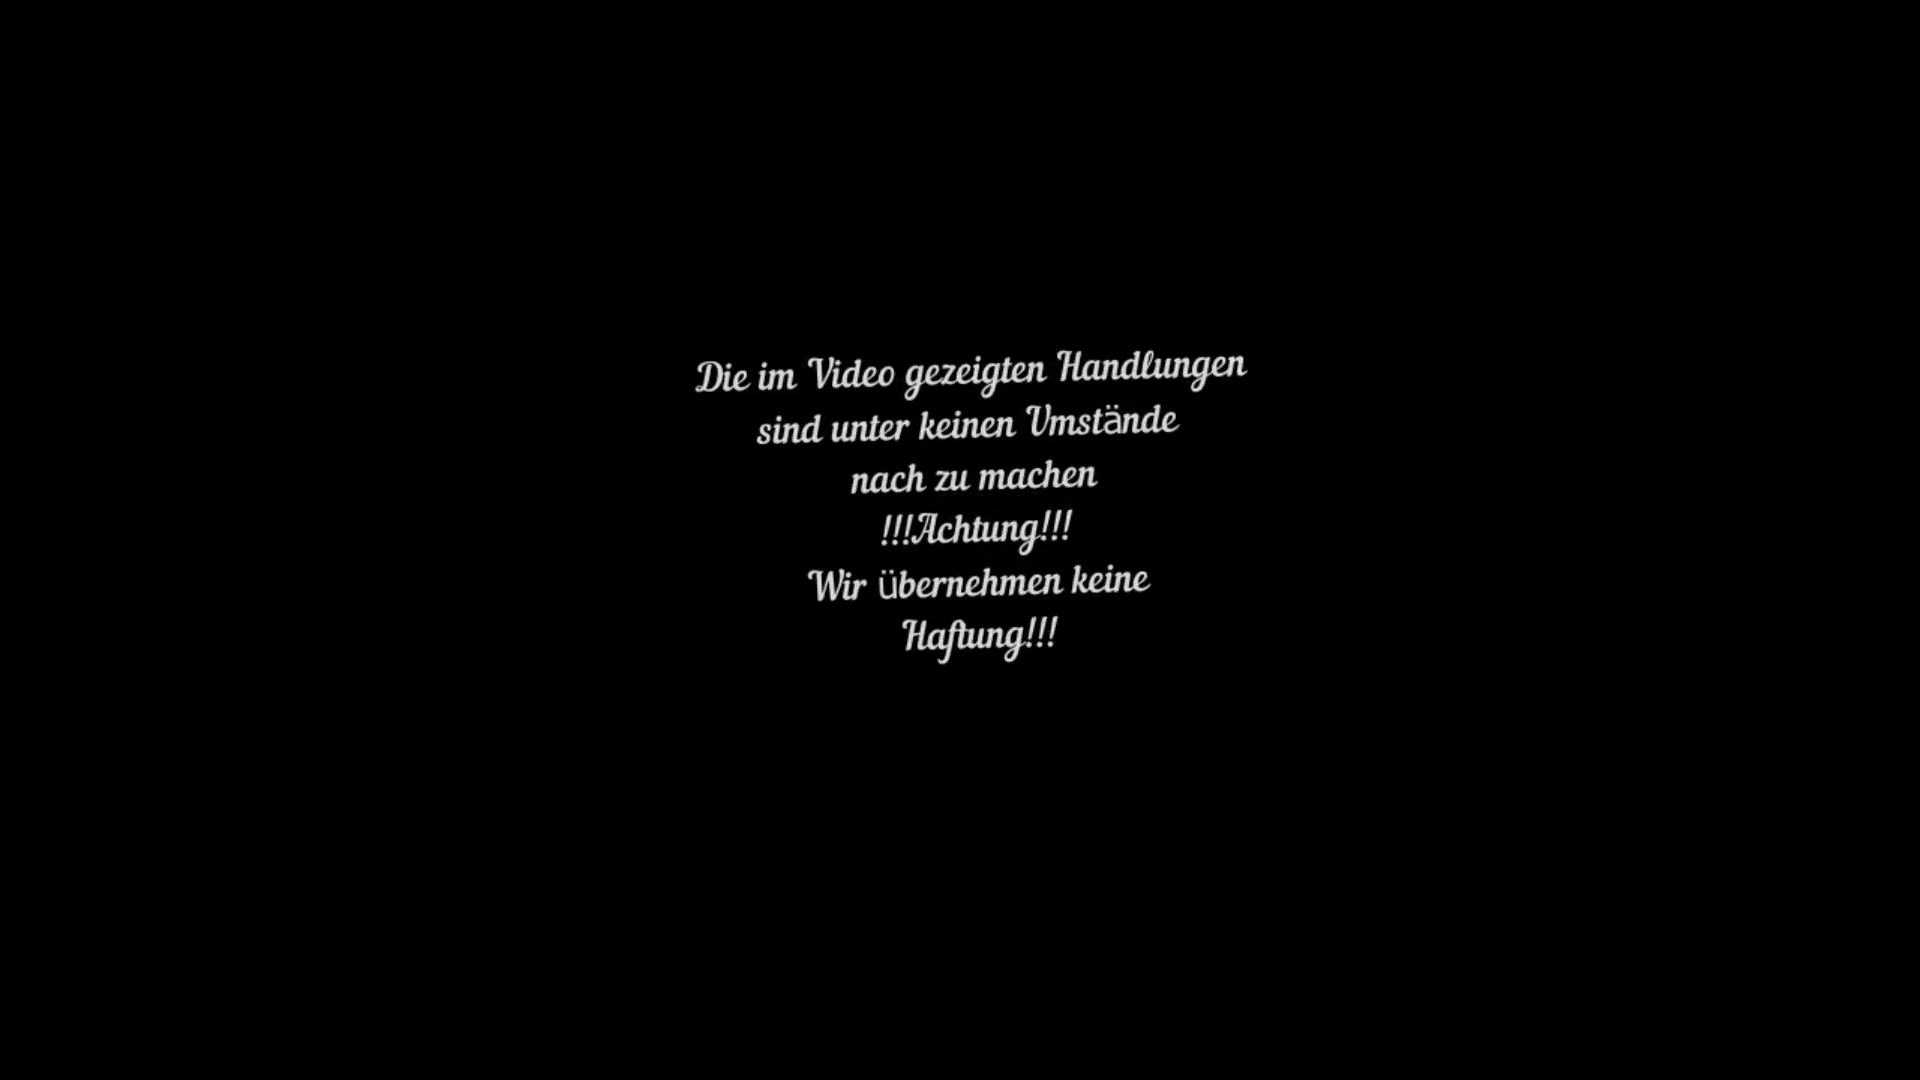 Die im Video gezeigten Handlungen
sind unter keinen Umstände
nach zu machen
!!!Achtung!!!
Wir übernehmen keine
Haftung!!!